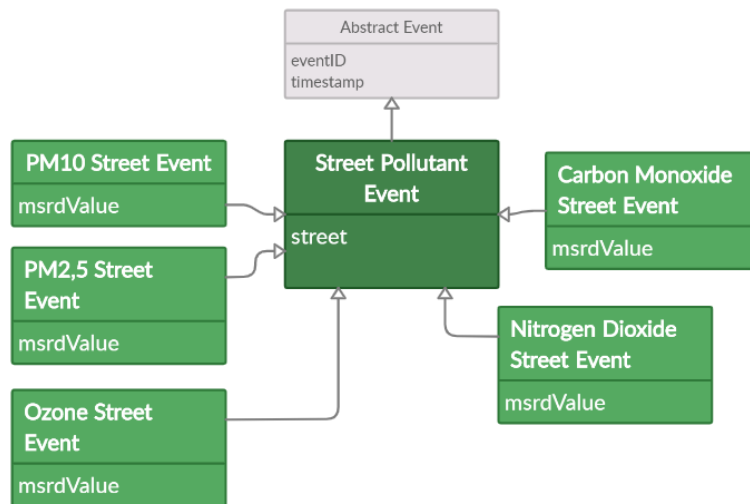 Abstract Event
eventID
timestamp
PM10 Street Event
msrdValue
Street Pollutant
Event
street
Carbon Monoxide
Street Event
msrdValue
PM2,5 Street
Event
msrdValue
Nitrogen Dioxide
Street Event
msrdValue
Ozone Street
Event
msrdValue